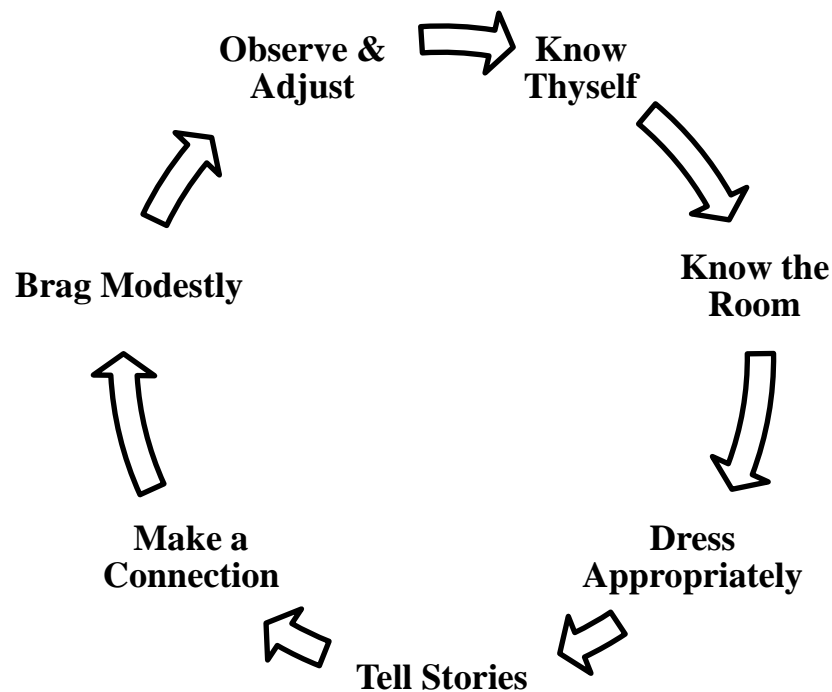 Observe &
Adjust
Know
Thyself
Know the
Room
Dress
Appropriately
Tell Stories
Make a
Connection
Brag Modestly